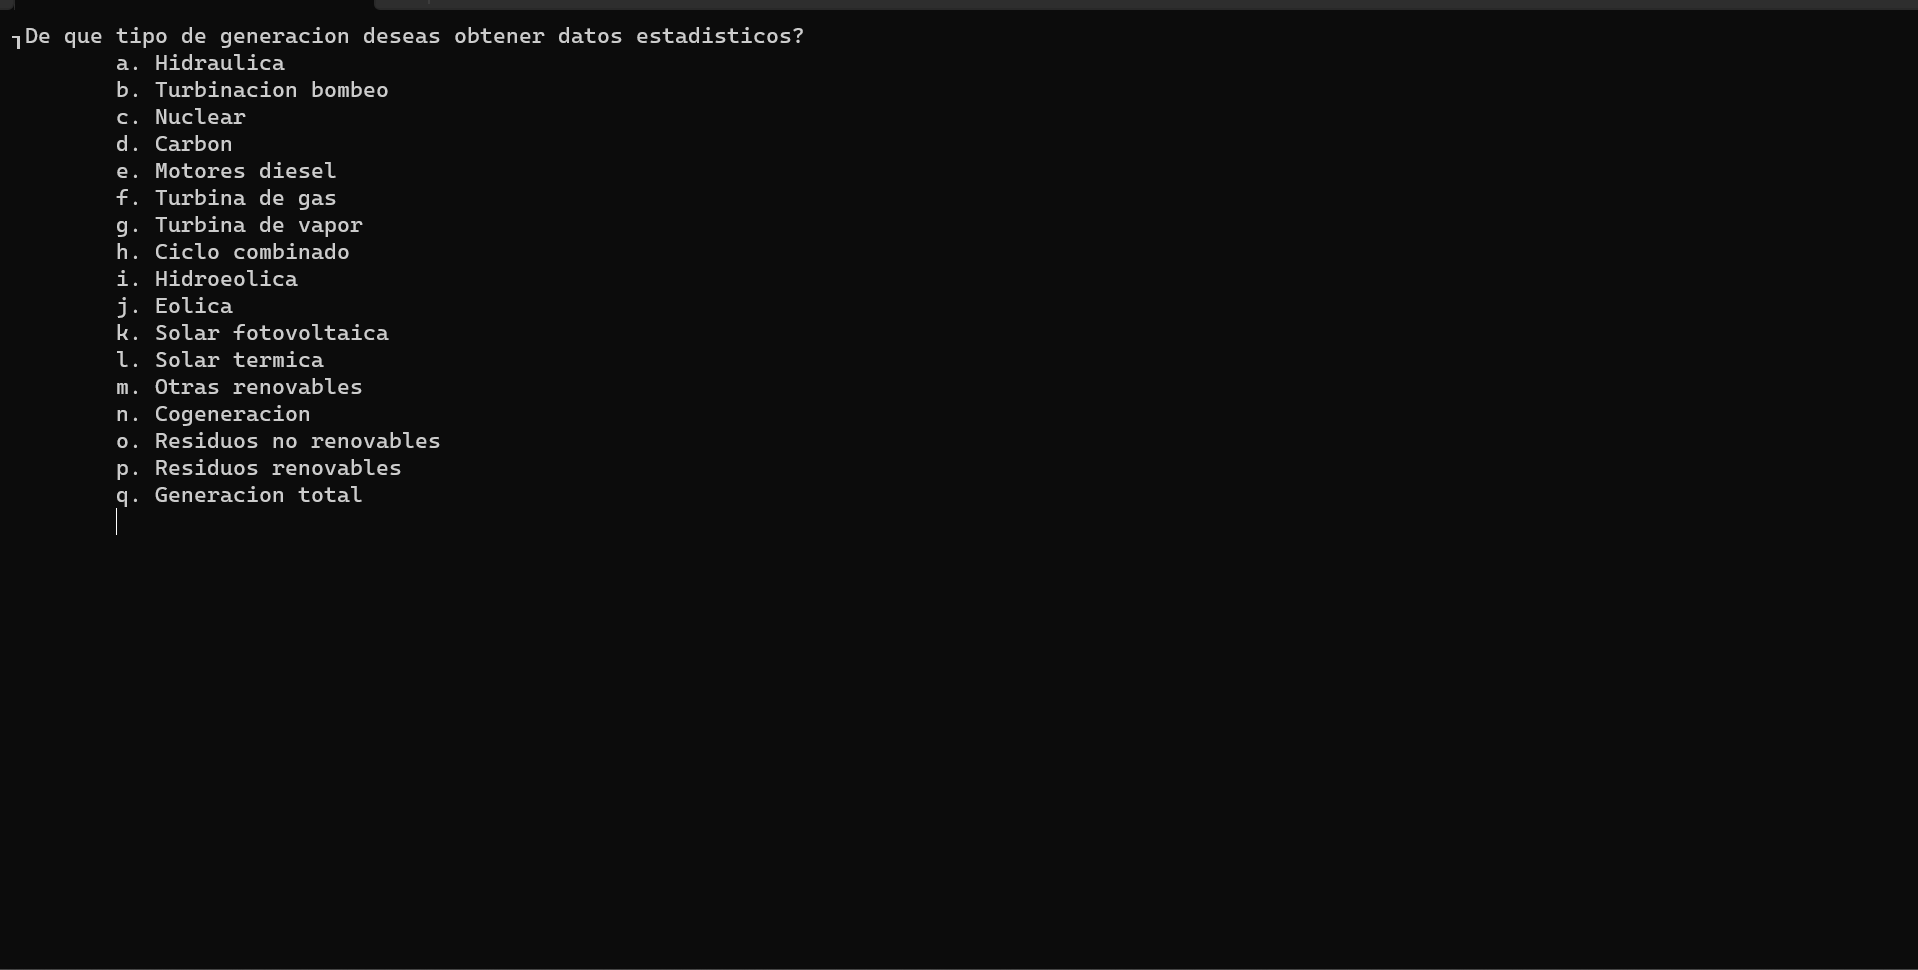 ┐De que tipo de generacion deseas obtener datos estadisticos?
a. Hidraulica
b. Turbinacion bombeo
c. Nuclear
d. Carbon
e. Motores diesel
f. Turbina de gas
g. Turbina de vapor
h. Ciclo combinado
i. Hidroeolica
j. Eolica
k. Solar fotovoltaica
l. Solar termica
m. Otras renovables
n. Cogeneracion
o. Residuos no renovables
p. Residuos renovables
q. Generacion total